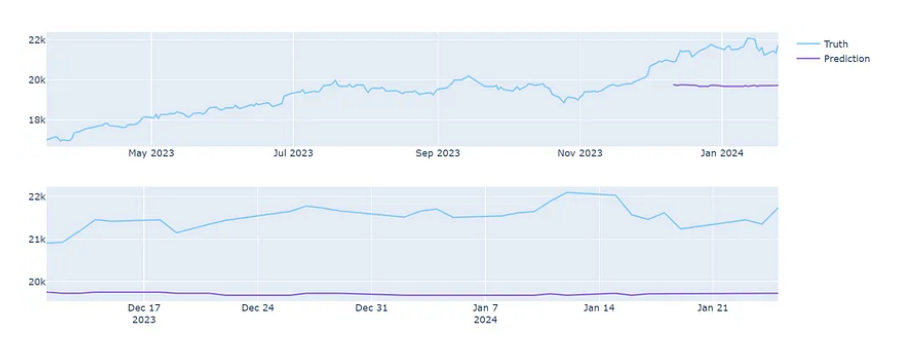 22k
20k
18k
May 2023
Jul 2023
Sep 2023
Nov 2023
Jan 2024
Truth
Prediction
22k
21k
20k
Dec 17
2023
Dec 24
Dec 31
Jan 7
2024
Jan 14
Jan 21